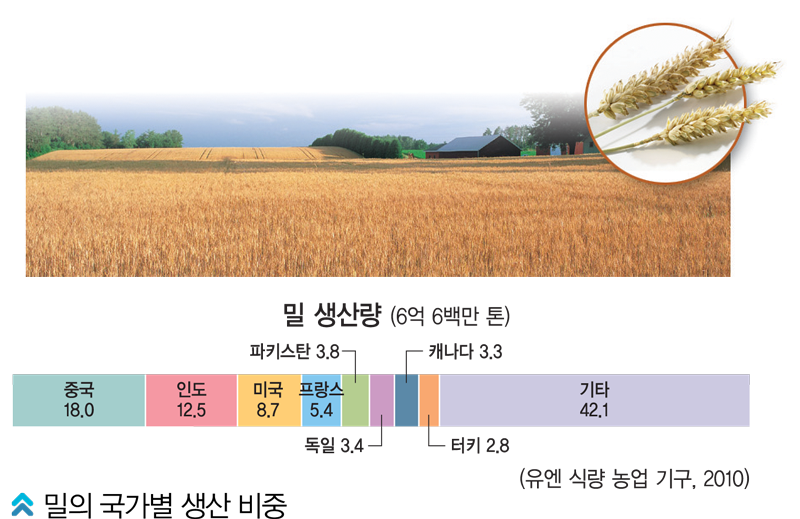 밀 생산량 (6억 6백만 톤)
파키스탄 3.8
캐나다 3.3
중국
18.0
인도
12.5
미국
8.7
프랑스
5.4
기타
42.1
독일 3.4
터키 2.8
(유엔 식량 농업 기구, 2010)
밀의 국가별 생산 비중